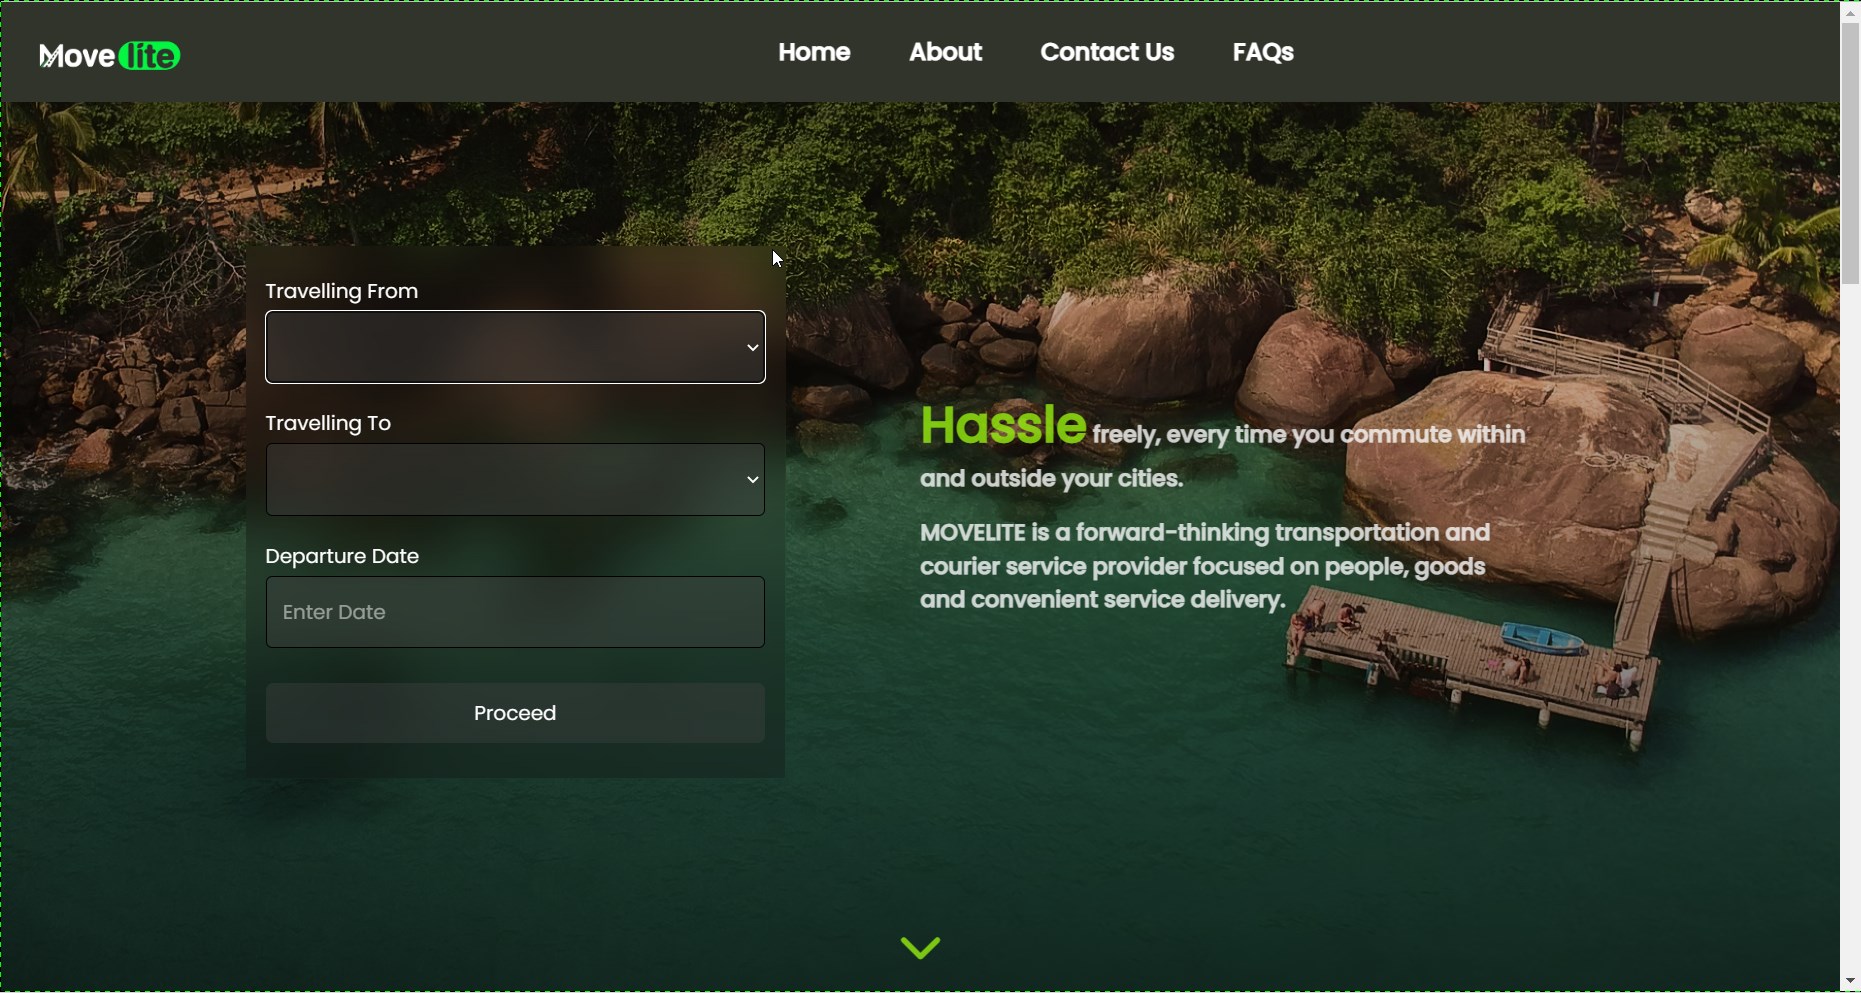 Movelite
Home
About
Contact Us
FAQs
Travelling From
Travelling To
Departure Date
Enter Date
Proceed
Hassle freely, every time you commute within
and outside your cities.
MOVELITE is a forward-thinking transportation and
courier service provider focused on people, goods
and convenient service delivery.